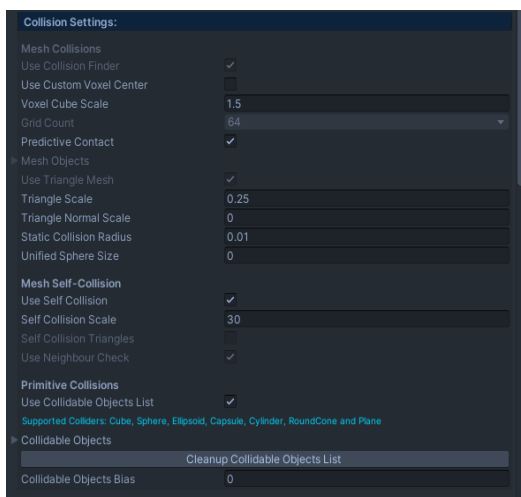 Collision Settings:
Mesh Collisions
Use Collision Finder
Use Custom Voxel Center
Voxel Cube Scale 1.5
Grid Count 64
Predictive Contact
Mesh Objects
Use Triangle Mesh
Triangle Scale 0.25
Triangle Normal Scale 0
Static Collision Radius 0.01
Unified Sphere Size 0
Mesh Self-Collision
Use Self Collision
Self Collision Scale 30
Self Collision Triangles
Use Neighbour Check
Primitive Collisions
Use Collidable Objects List
Supported Colliders: Cube, Sphere, Ellipsoid, Capsule, Cylinder, RoundCone and Plane
Collidable Objects
Cleanup Collidable Objects List
Collidable Objects Bias 0